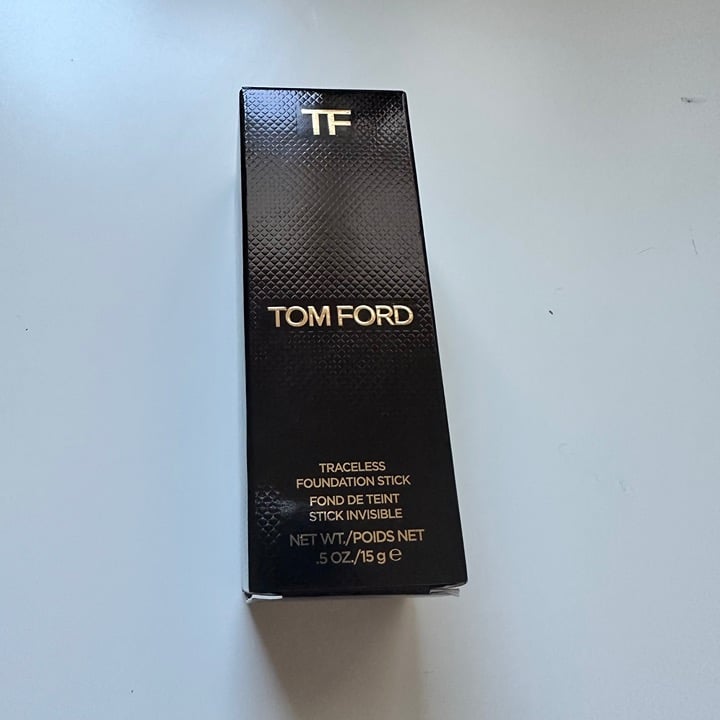 TF
TOM FORD
TRACELESS
FOUNDATION STICK
FOND DE TEINT
STICK INVISIBLE
NET WT./POIDS NET
.5 OZ./15 g ℮